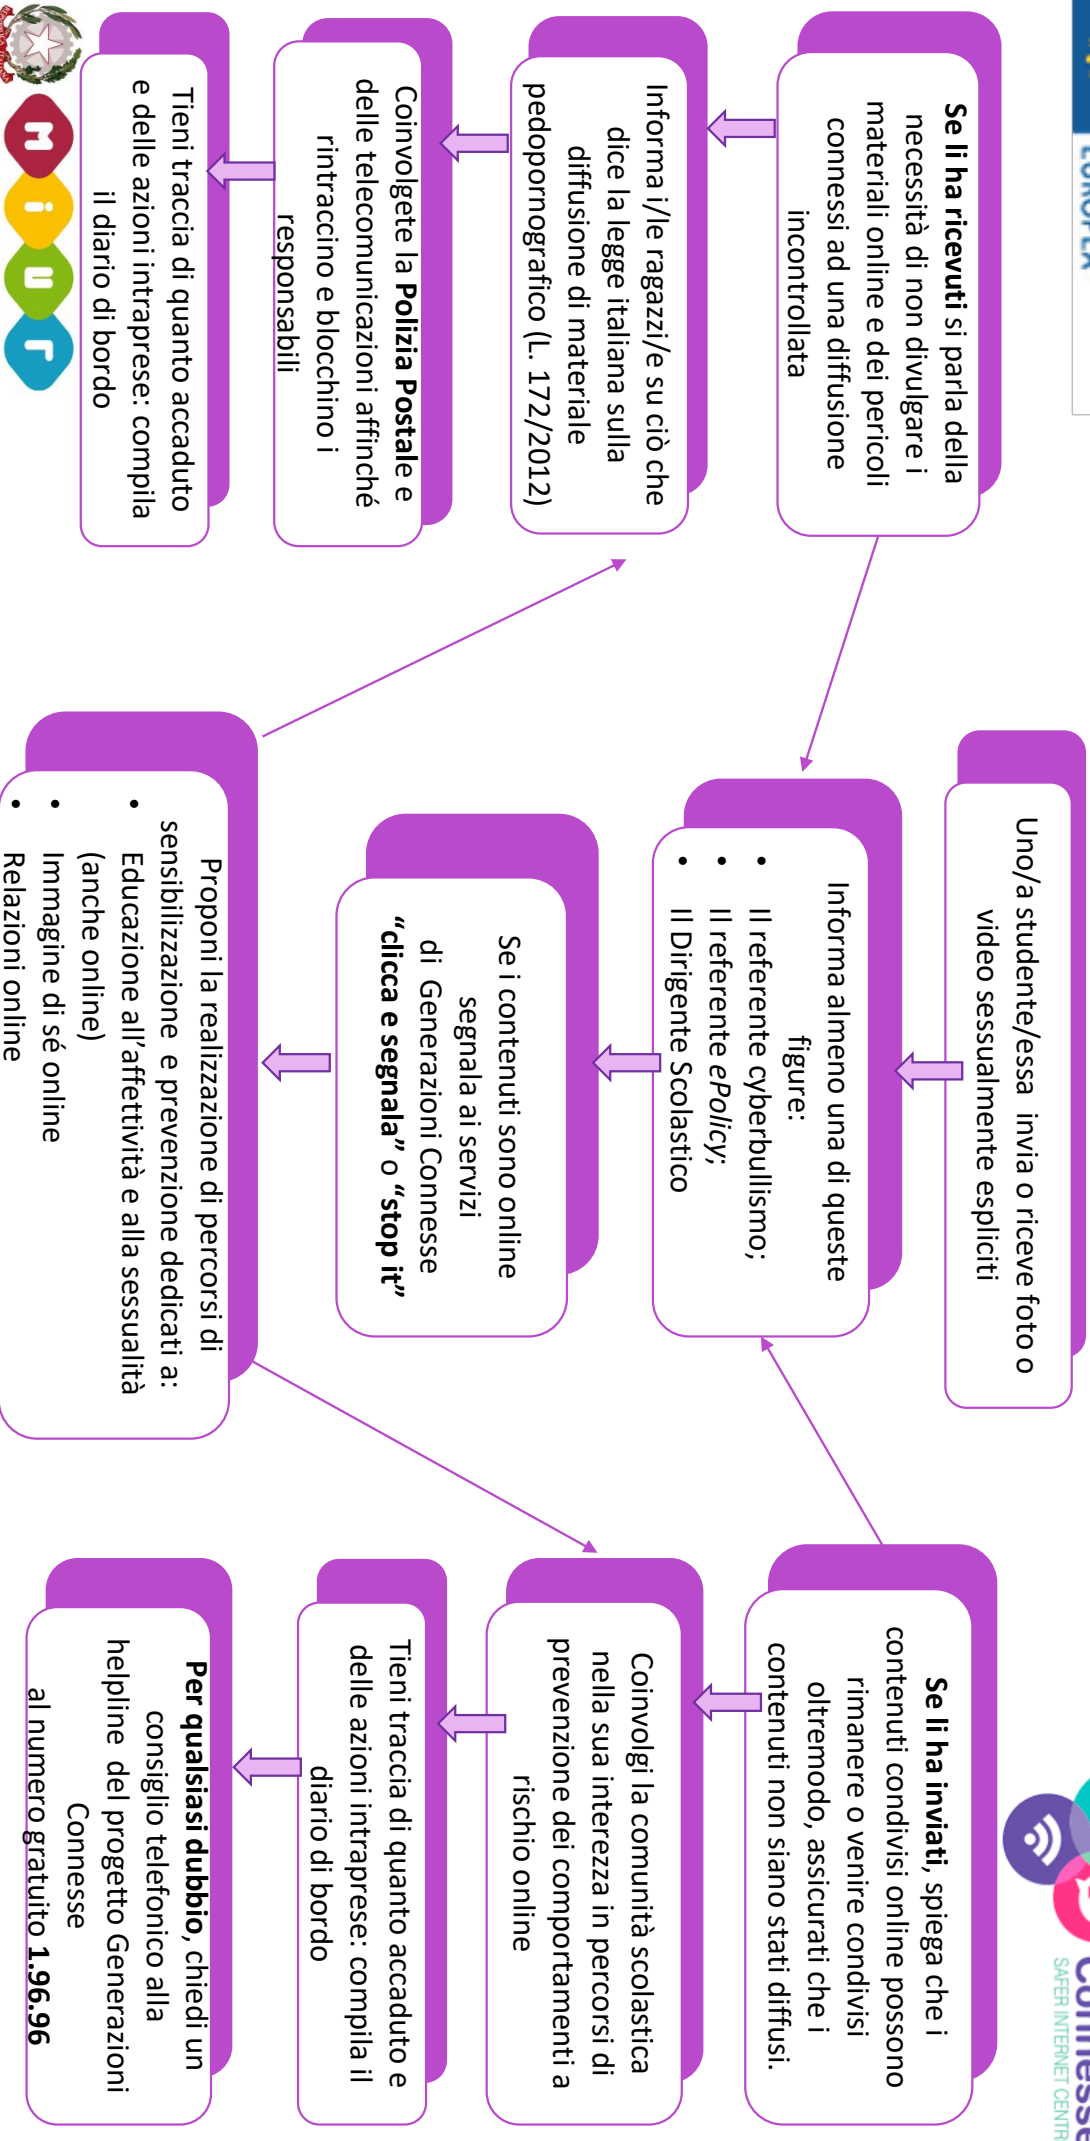 EUROPEA
Connesse
SAFER INTERNET CENTR
Uno/a studente/essa invia o riceve foto o
video sessualmente espliciti
Se li ha ricevuti si parla della
necessità di non divulgare i
materiali online e dei pericoli
connessi ad una diffusione
incontrollata
Informa i/le ragazzi/e su ciò che
dice la legge italiana sulla
diffusione di materiale
pedopornografico (L. 172/2012)
Coinvolgete la Polizia Postale e
delle telecomunicazioni affinché
rintraccino e blocchino i
responsabili
Tieni traccia di quanto accaduto
e delle azioni intraprese: compila
il diario di bordo
Informa almeno una di queste
figure:
• Il referente cyberbullismo;
• Il referente ePolicy;
• Il Dirigente Scolastico
Se i contenuti sono online
segnala ai servizi
di Generazioni Connesse
“clicca e segnala” o “stop it”
Proponi la realizzazione di percorsi di
sensibilizzazione e prevenzione dedicati a:
• Educazione all’affettività e alla sessualità
(anche online)
• Immagine di sé online
• Relazioni online
Se li ha inviati, spiega che i
contenuti condivisi online possono
rimanere o venire condivisi
oltremodo, assicurati che i
contenuti non siano stati diffusi.
Coinvolgi la comunità scolastica
nella sua interezza in percorsi di
prevenzione dei comportamenti a
rischio online
Tieni traccia di quanto accaduto e
delle azioni intraprese: compila il
diario di bordo
Per qualsiasi dubbio, chiedi un
consiglio telefonico alla
helpline del progetto Generazioni
Connesse
al numero gratuito 1.96.96
miur